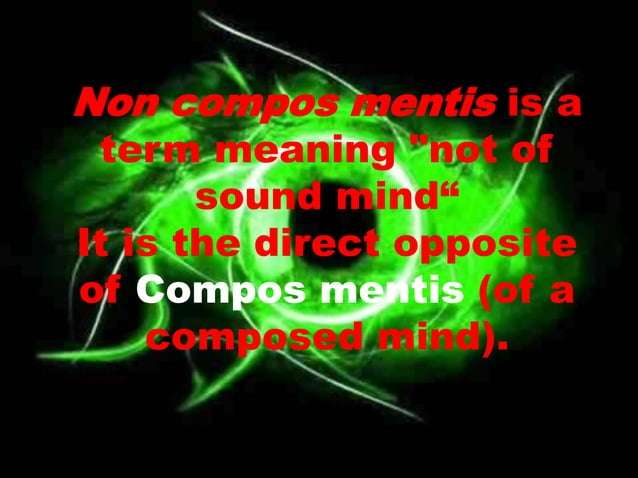 Non compos mentis is a
term meaning "not of
sound mind“
It is the direct opposite
of Compos mentis (of a
composed mind).